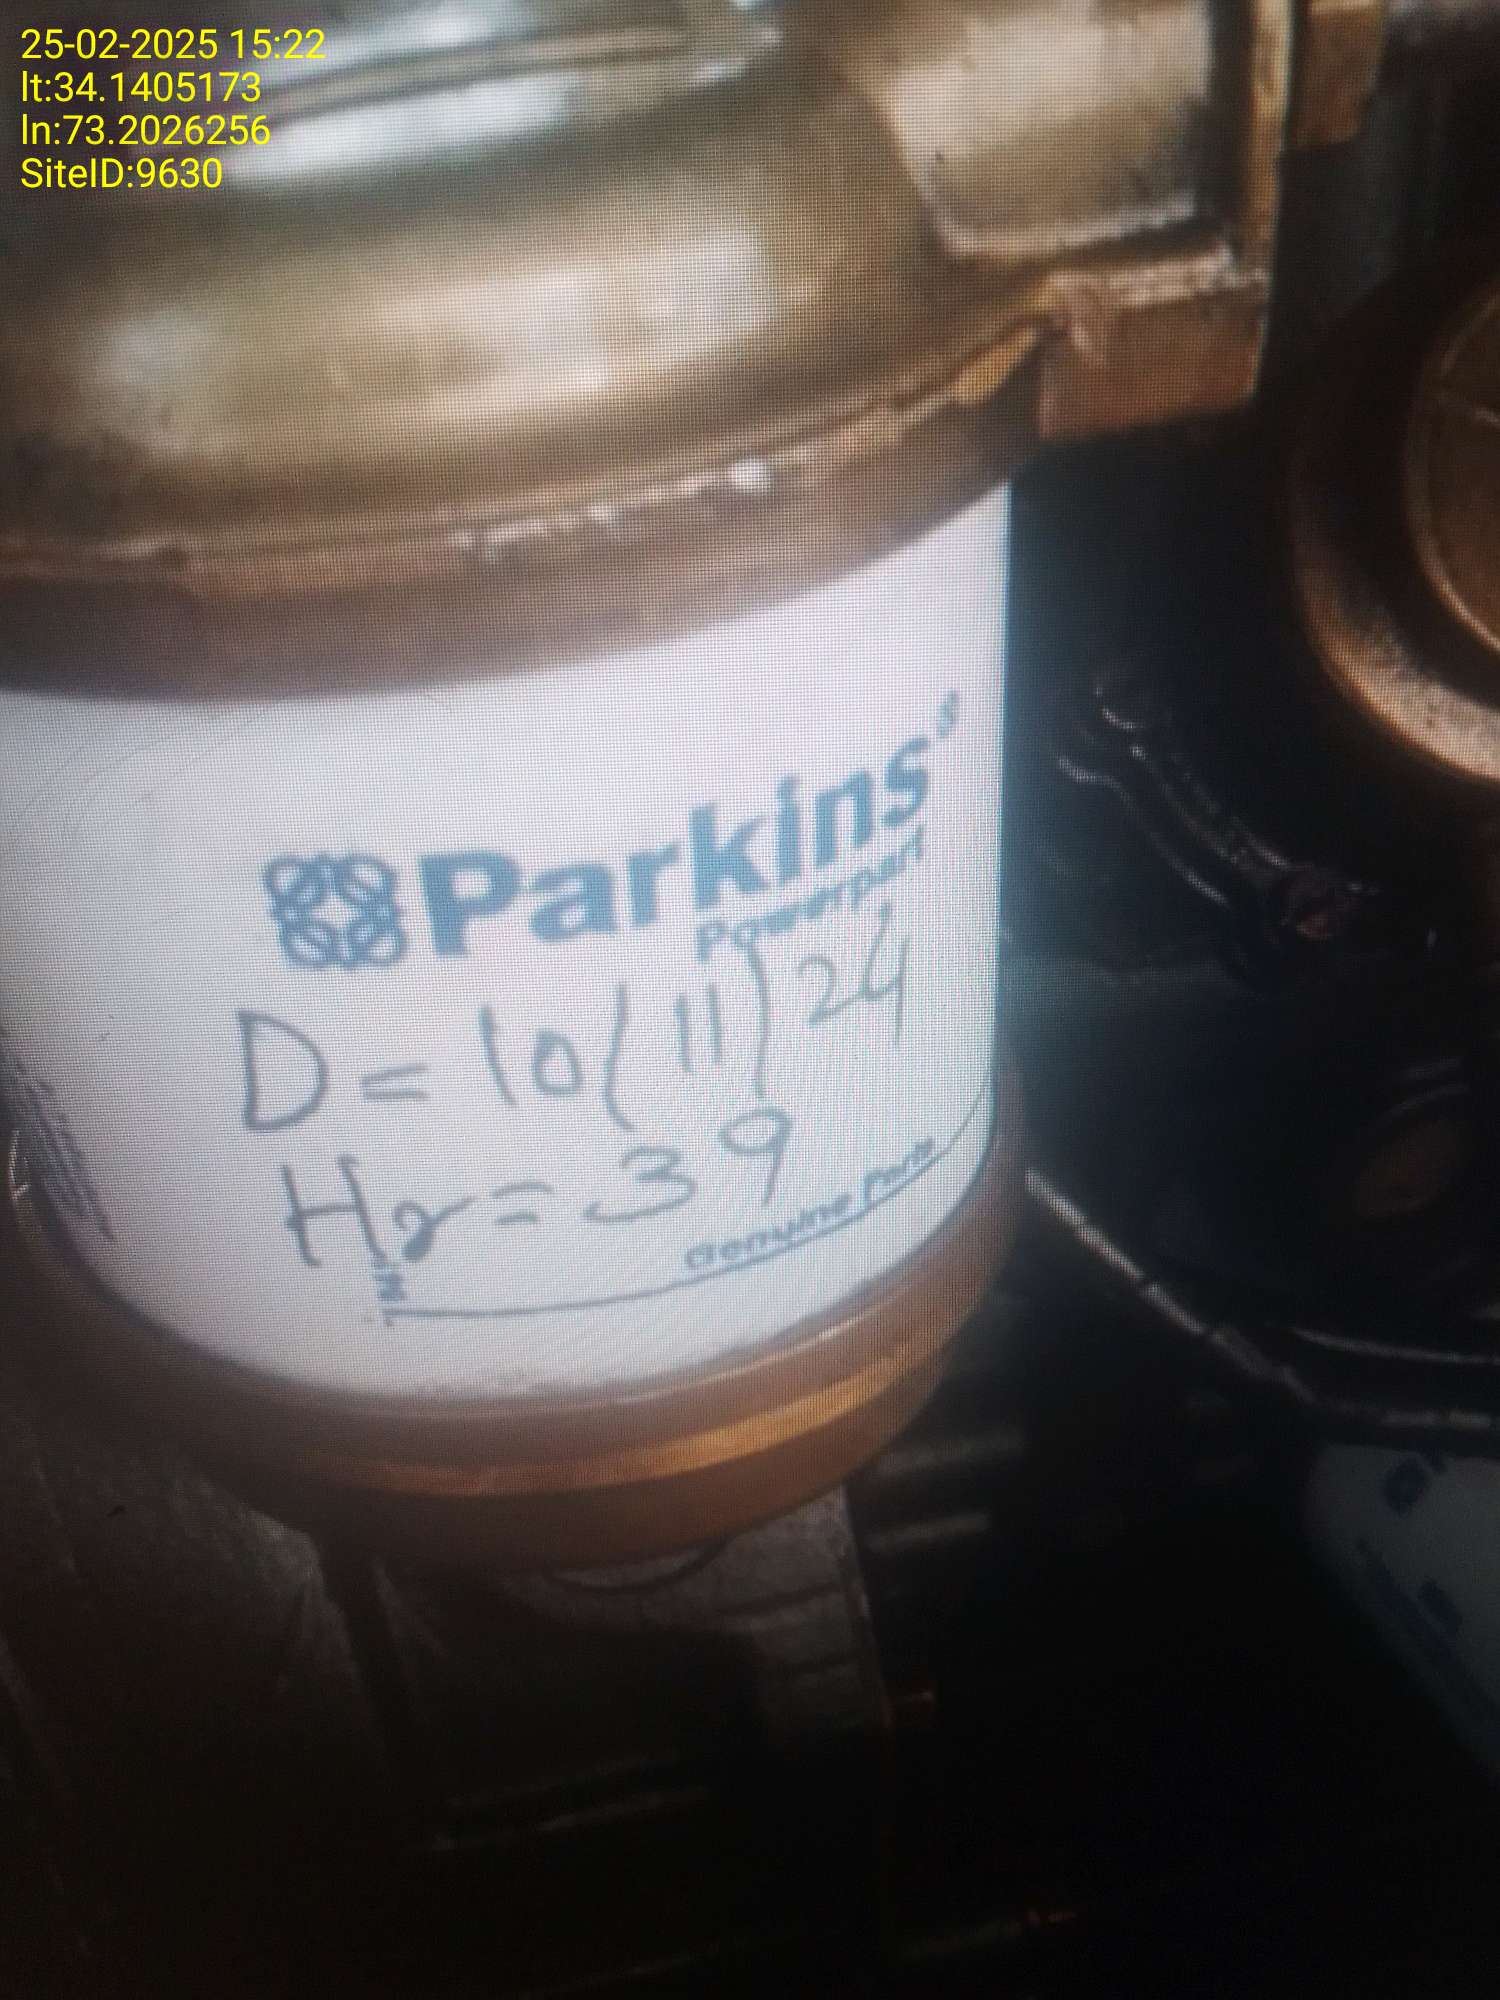 25-02-2025 15:22
lt:34.1405173
ln:73.2026256
SiteID:9630
Parkins
Powerpart
D = 10/11/24
Hr = 39
Genuine Parts